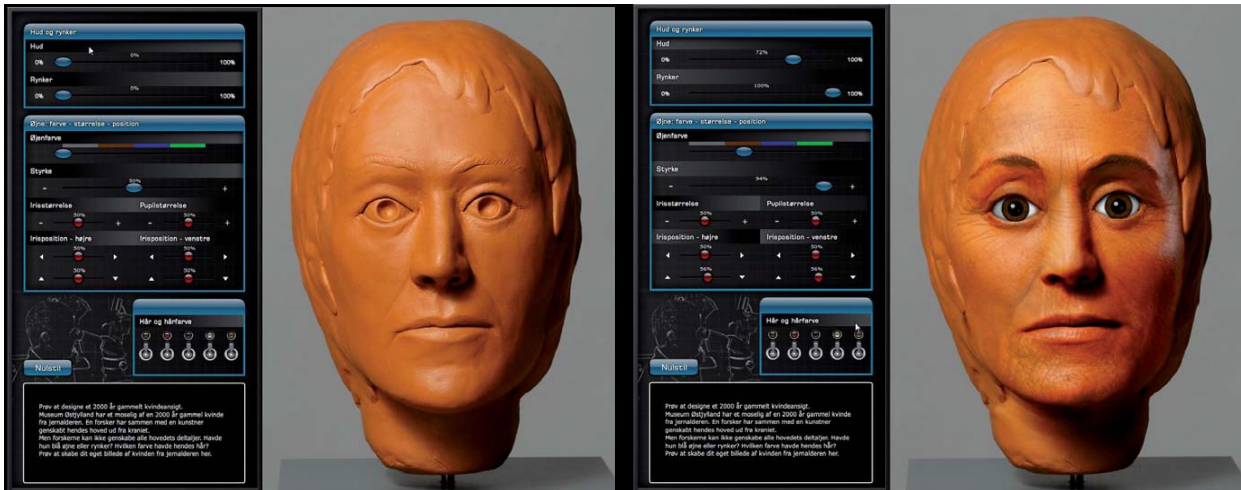 Hud og rynker
Hud
0%
0% 100%
Rynker
0%
0% 100%
Øjne: farve - størrelse - position
Øjenfarve
Styrke
50%
- +
Irisstørrelse Pupilstørrelse
50% 50%
- + - +
Irisposition - højre Irisposition - venstre
50% 50%
50% 50%
Hår og hårfarve
Nulstil
Prøv at designe et 2000 år gammelt kvindeansigt.
Museum Østjylland har et moselig af en 2000 år gammel kvinde
fra jernalderen. En forsker har sammen med en kunstner
genskabt hendes hoved ud fra kraniet.
Men forskerne kan ikke genskabe alle hovedets deltaljer. Havde
hun blå øjne eller rynker? Hvilken farve havde hendes hår?
Prøv at skabe dit eget billede af kvinden fra jernalderen her.
Hud og rynker
Hud
72%
0% 100%
Rynker
100%
0% 100%
Øjne: farve - størrelse - position
Øjenfarve
Styrke
94%
- +
Irisstørrelse Pupilstørrelse
50% 50%
- + - +
Irisposition - højre Irisposition - venstre
50% 50%
56% 56%
Hår og hårfarve
Nulstil
Prøv at designe et 2000 år gammelt kvindeansigt.
Museum Østjylland har et moselig af en 2000 år gammel kvinde
fra jernalderen. En forsker har sammen med en kunstner
genskabt hendes hoved ud fra kraniet.
Men forskerne kan ikke genskabe alle hovedets deltaljer. Havde
hun blå øjne eller rynker? Hvilken farve havde hendes hår?
Prøv at skabe dit eget billede af kvinden fra jernalderen her.